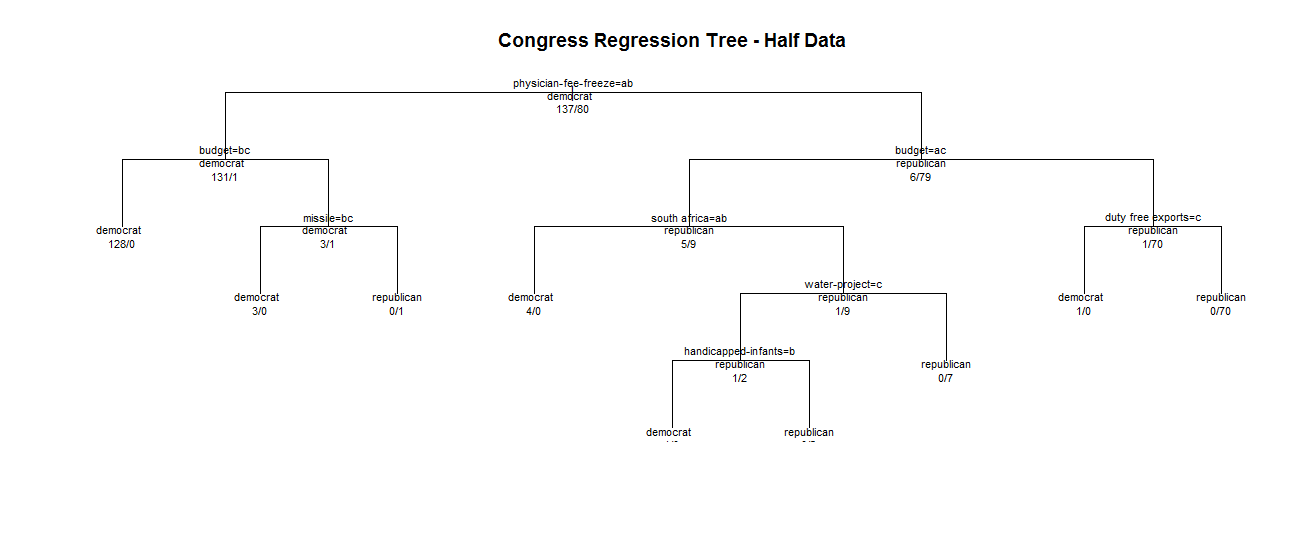 Congress Regression Tree - Half Data
physician-fee-freeze=ab
democrat
137/80
budget=bc
democrat
131/1
budget=ac
republican
6/79
democrat
128/0
missile=bc
democrat
3/1
south africa=ab
republican
5/9
duty free exports=c
republican
1/70
democrat
3/0
republican
0/1
democrat
4/0
water-project=c
republican
1/9
democrat
1/0
republican
0/70
handicapped-infants=b
republican
1/2
republican
0/7
democrat
republican